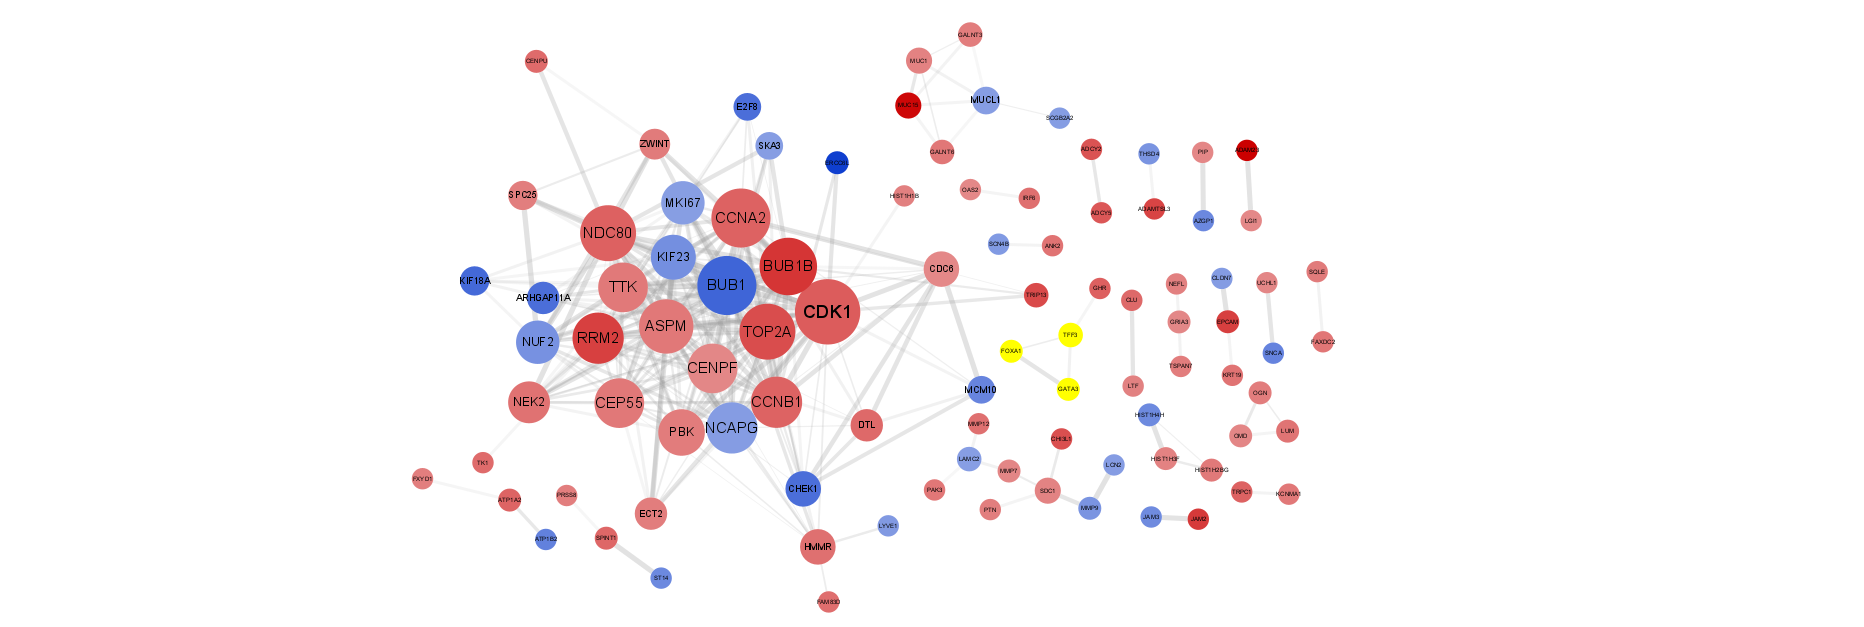 GALNT3
CENPU
MUC1
MUCL1
E2F8
SCGB2A2
ZWINT
SKA3
GALNT6
ADCY2
THSD4
PIP
SPC25
HIST1H1B
OAS2
IRF6
MKI67
CCNA2
ADCY5
ADAMTSL3
AZGP1
LGI1
NDC80
SCN4B
ANK2
KIF23
BUB1B
CDC6
KIF18A
TTK
BUB1
ARHGAP11A
TRIP13
GHR
CLU
NEFL
CLDN7
UCHL1
SQLE
CDK1
ASPM
TOP2A
RRM2
NUF2
TFF3
FOXA1
GRIA3
EPCAM
FAXDC2
SNCA
CENPF
TSPAN7
KRT19
MCM10
GATA3
LTF
OGN
NEK2
CEP55
CCNB1
HIST1H4H
PBK
NCAPG
DTL
MMP12
CHI3L1
OMD
LUM
TK1
LAMC2
MMP7
LCN2
HIST1H3F
HIST1H2BG
FXYD1
PRSS8
ATP1A2
CHEK1
PAK3
SDC1
TRPC1
KCNMA1
ECT2
PTN
MMP9
JAM3
JAM2
ATP1B2
SPINT1
LYVE1
HMMR
ST14
FAM83D